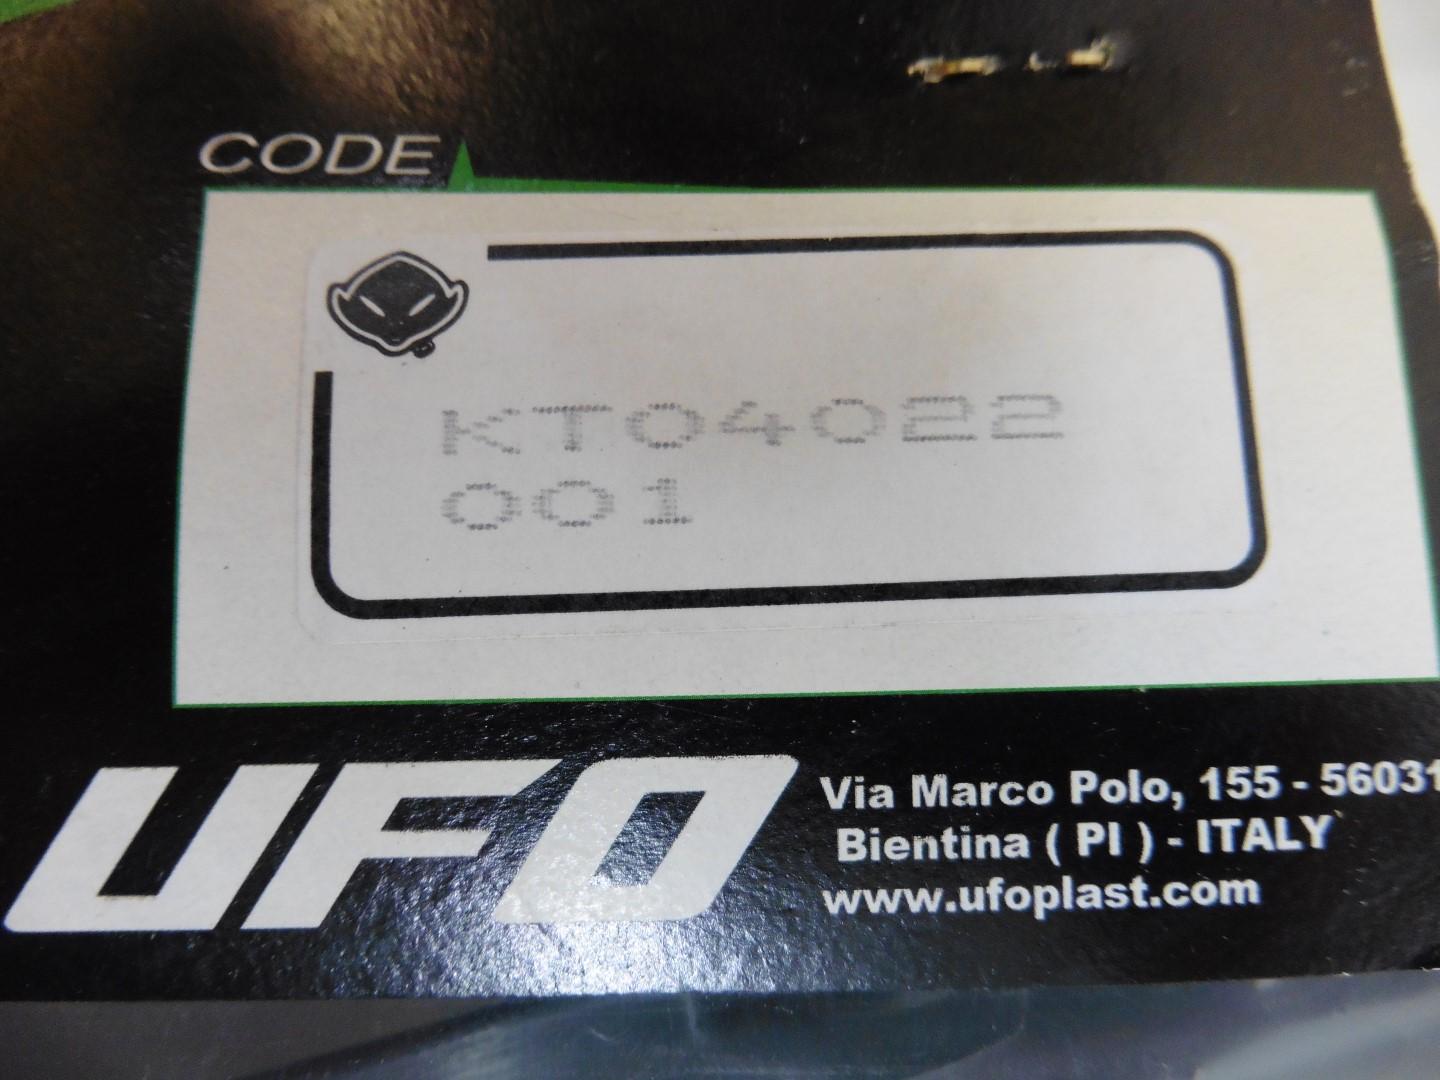 CODE
KT04022
001
UFO
Via Marco Polo, 155 - 56031
Bientina ( PI ) - ITALY
www.ufoplast.com